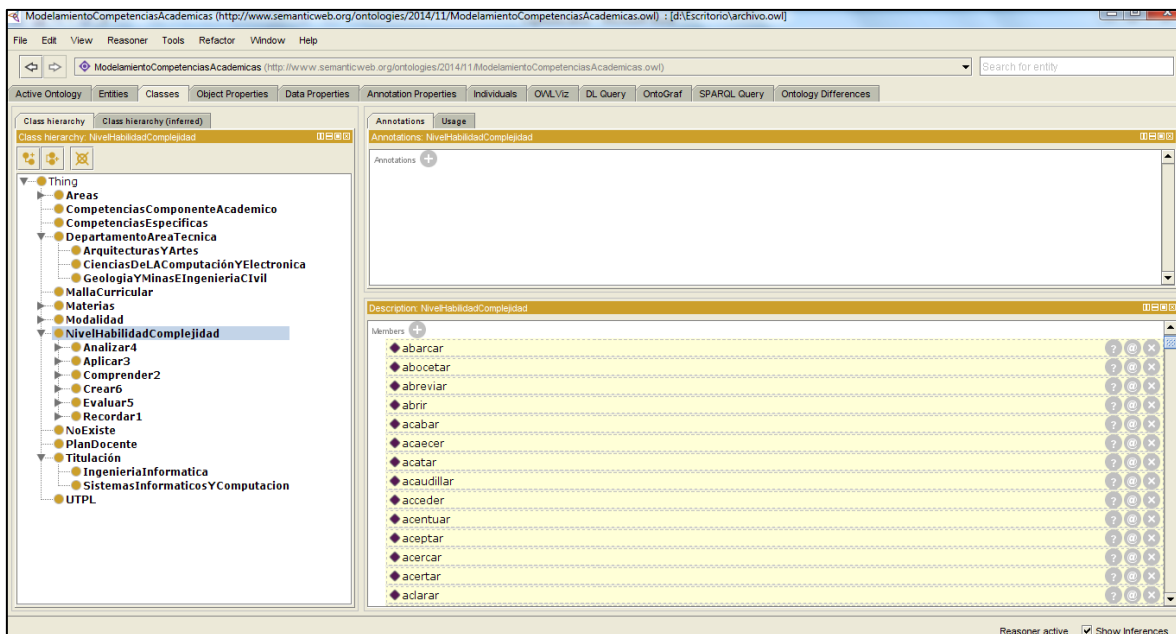 ModelamientoCompetenciasAcademicas (http://www.semanticweb.org/ontologies/2014/11/ModelamientoCompetenciasAcademicas.owl) : [d:\Escritorio\archivo.owl]
File Edit View Reasoner Tools Refactor Window Help
ModelamientoCompetenciasAcademicas (http://www.semanticweb.org/ontologies/2014/11/ModelamientoCompetenciasAcademicas.owl)
Search for entity
Active Ontology Entities Classes Object Properties Data Properties Annotation Properties Individuals OWLViz DL Query OntoGraf SPARQL Query Ontology Differences
Class hierarchy Class hierarchy (inferred)
Class hierarchy: NivelHabilidadComplejidad
Thing
Areas
CompetenciasComponenteAcademico
CompetenciasEspecificas
DepartamentoAreaTecnica
ArquitecturasYArtes
CienciasDeLAComputaciónYElectronica
GeologiaYMinasEIngenieriaCIvil
MallaCurricular
Materias
Modalidad
NivelHabilidadComplejidad
Analizar4
Aplicar3
Comprender2
Crear6
Evaluar5
Recordar1
NoExiste
PlanDocente
Titulación
IngenieriaInformatica
SistemasInformaticosYComputacion
UTPL
Annotations Usage
Annotations: NivelHabilidadComplejidad
Annotations
Description: NivelHabilidadComplejidad
Members
abarcar
abocetar
abreviar
abrir
acabar
acaecer
acatar
acaudillar
acceder
acentuar
aceptar
acercar
acertar
aclarar
Reasoner active Show Inferences